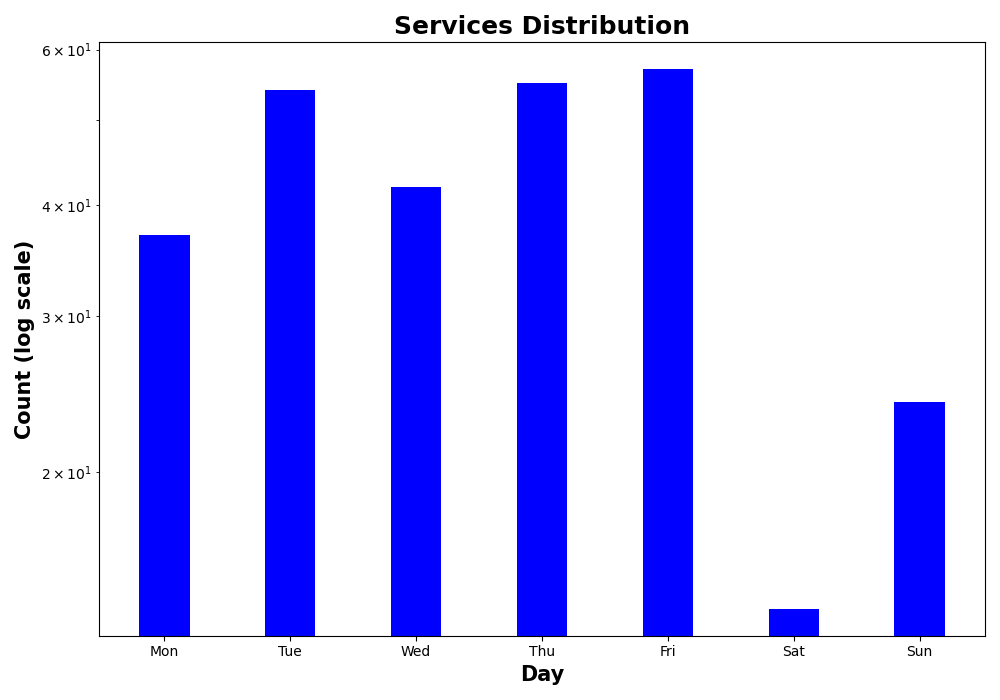 Services Distribution
6 × 10¹
4 × 10¹
3 × 10¹
2 × 10¹
Count (log scale)
Mon Tue Wed Thu Fri Sat Sun
Day